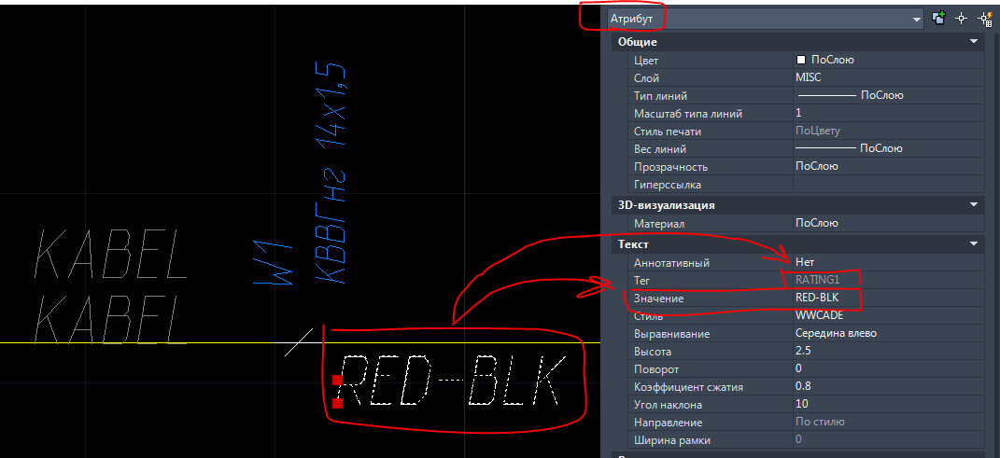 KABEL
KABEL
W1
КВВГнг 14х1,5
RED-BLK
Атрибут
Общие
Цвет ПоСлою
Слой MISC
Тип линий ПоСлою
Масштаб типа линий 1
Стиль печати ПоЦвету
Вес линий ПоСлою
Прозрачность ПоСлою
Гиперссылка
3D-визуализация
Материал ПоСлою
Текст
Аннотативный Нет
Тег RATING1
Значение RED-BLK
Стиль WWCADE
Выравнивание Середина влево
Высота 2.5
Поворот 0
Коэффициент сжатия 0.8
Угол наклона 10
Направление По стилю
Ширина рамки 0